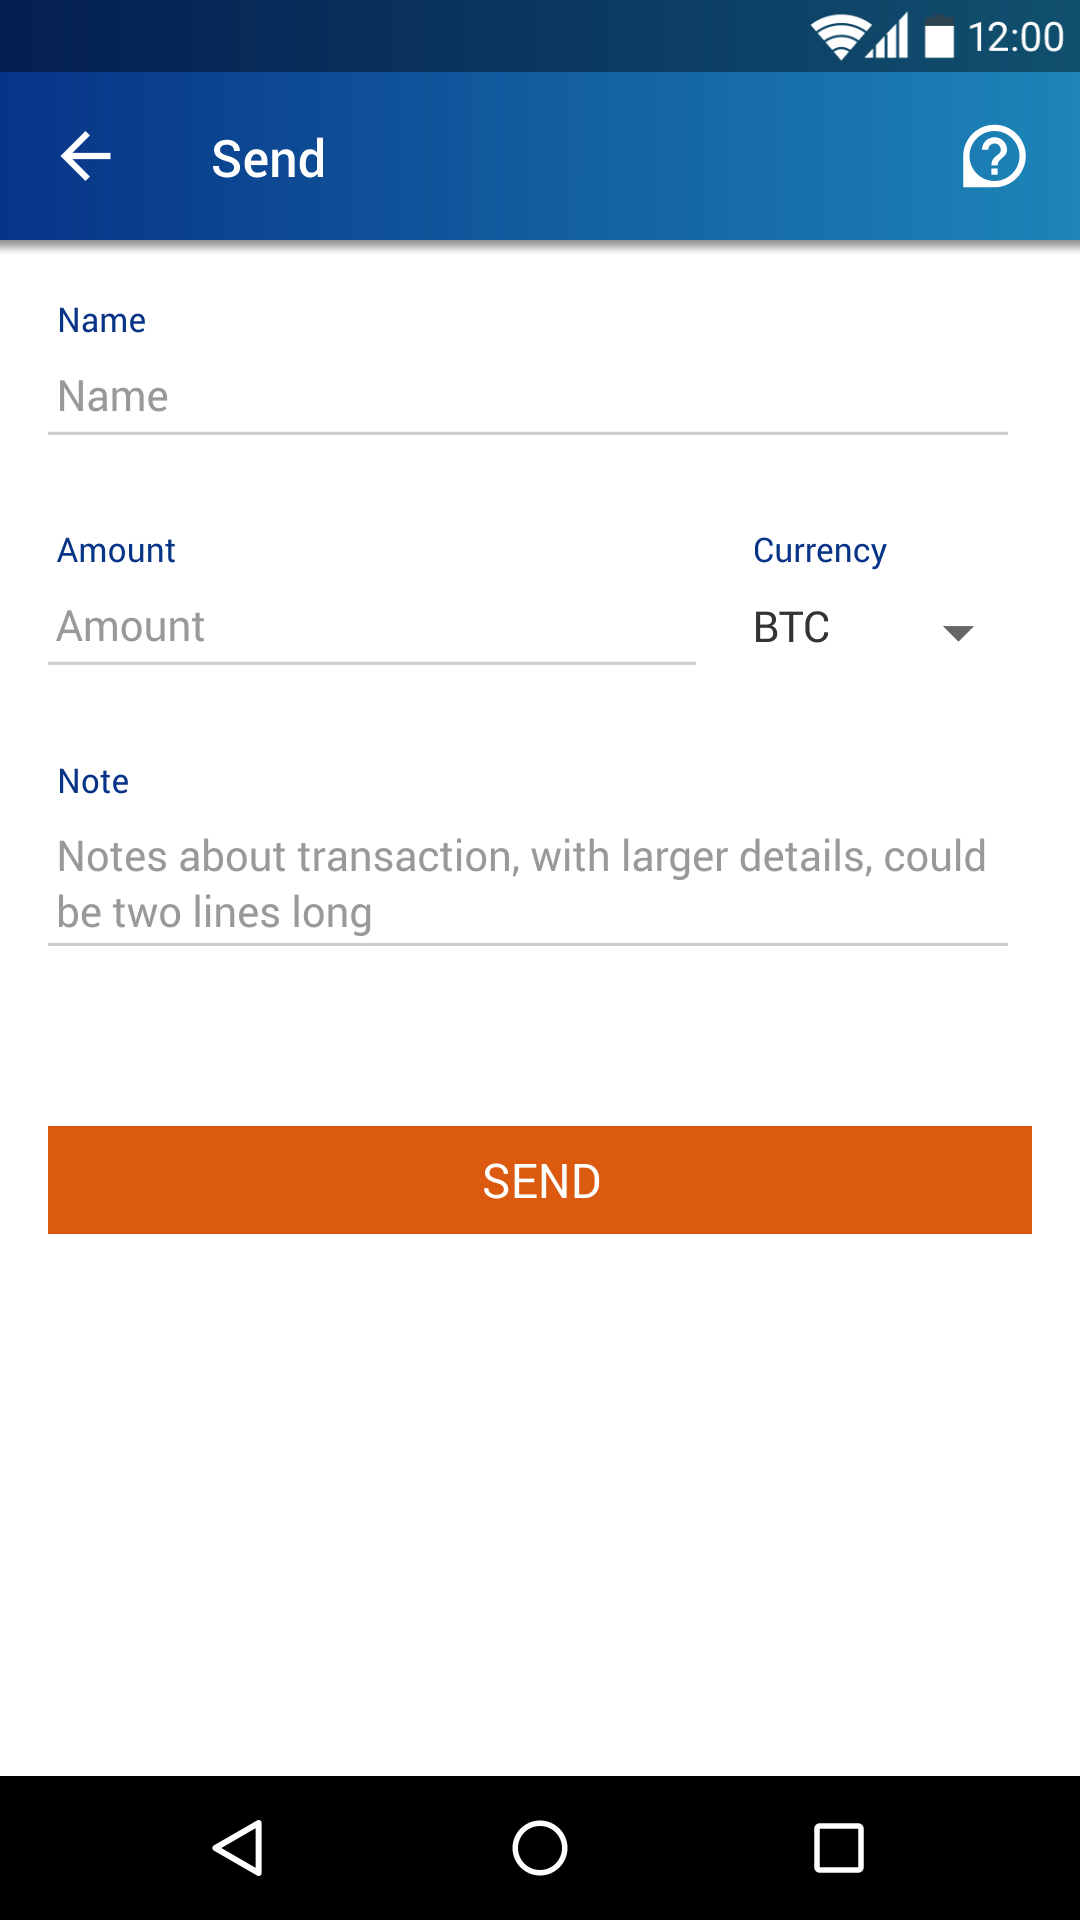 12:00
Send
Name
Name
Amount
Currency
Amount
BTC
Note
Notes about transaction, with larger details, could
be two lines long
SEND